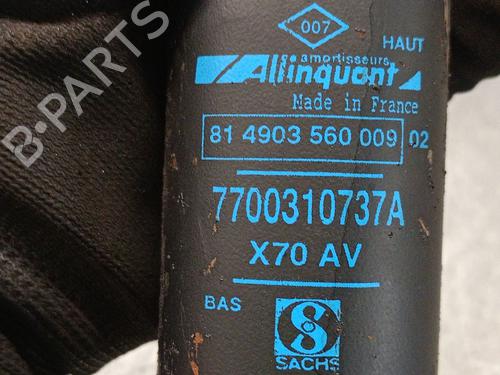 007
HAUT
amortisseurs
Allinquant
Made in France
81 4903 560 009 02
7700310737A
X70 AV
BAS
S
SACHS
B-PARTS